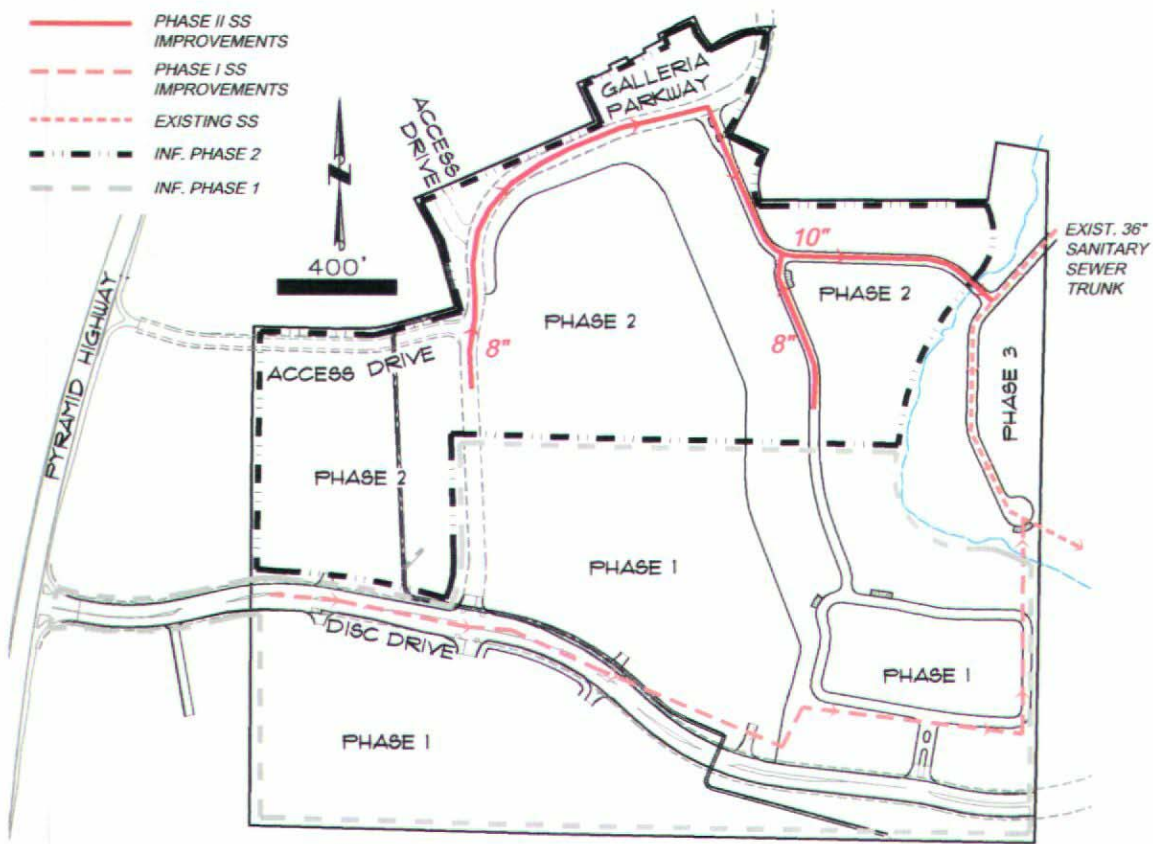 PHASE II SS
IMPROVEMENTS
PHASE I SS
IMPROVEMENTS
EXISTING SS
INF. PHASE 2
INF. PHASE 1
N
400'
GALLERIA
PARKWAY
ACCESS
DRIVE
PYRAMID HIGHWAY
ACCESS DRIVE
8"
PHASE 2
10"
8"
PHASE 2
EXIST. 36"
SANITARY
SEWER
TRUNK
PHASE 3
PHASE 2
PHASE 1
DISC DRIVE
PHASE 1
PHASE 1